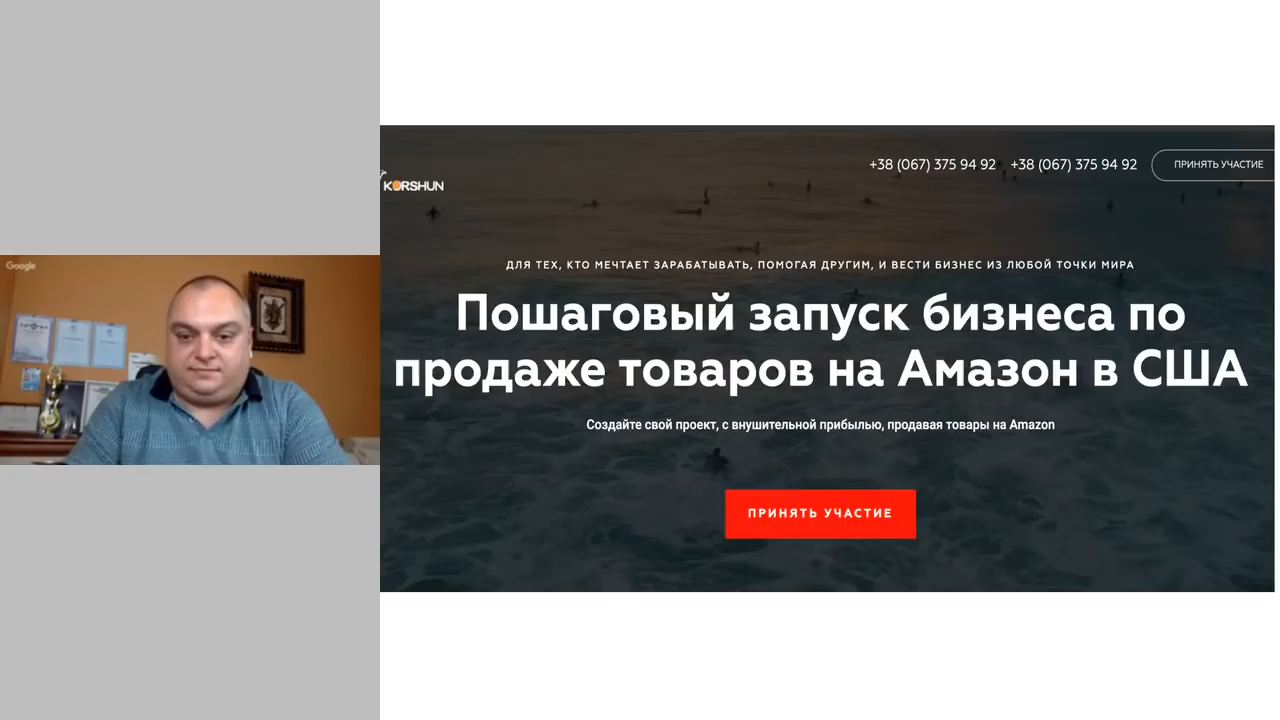 Google
+38 (067) 375 94 92 +38 (067) 375 94 92 ПРИНЯТЬ УЧАСТИЕ
KORSHUN
ДЛЯ ТЕХ, КТО МЕЧТАЕТ ЗАРАБАТЫВАТЬ, ПОМОГАЯ ДРУГИМ, И ВЕСТИ БИЗНЕС ИЗ ЛЮБОЙ ТОЧКИ МИРА
Пошаговый запуск бизнеса по
продаже товаров на Амазон в США
Создайте свой проект, с внушительной прибылью, продавая товары на Amazon
ПРИНЯТЬ УЧАСТИЕ